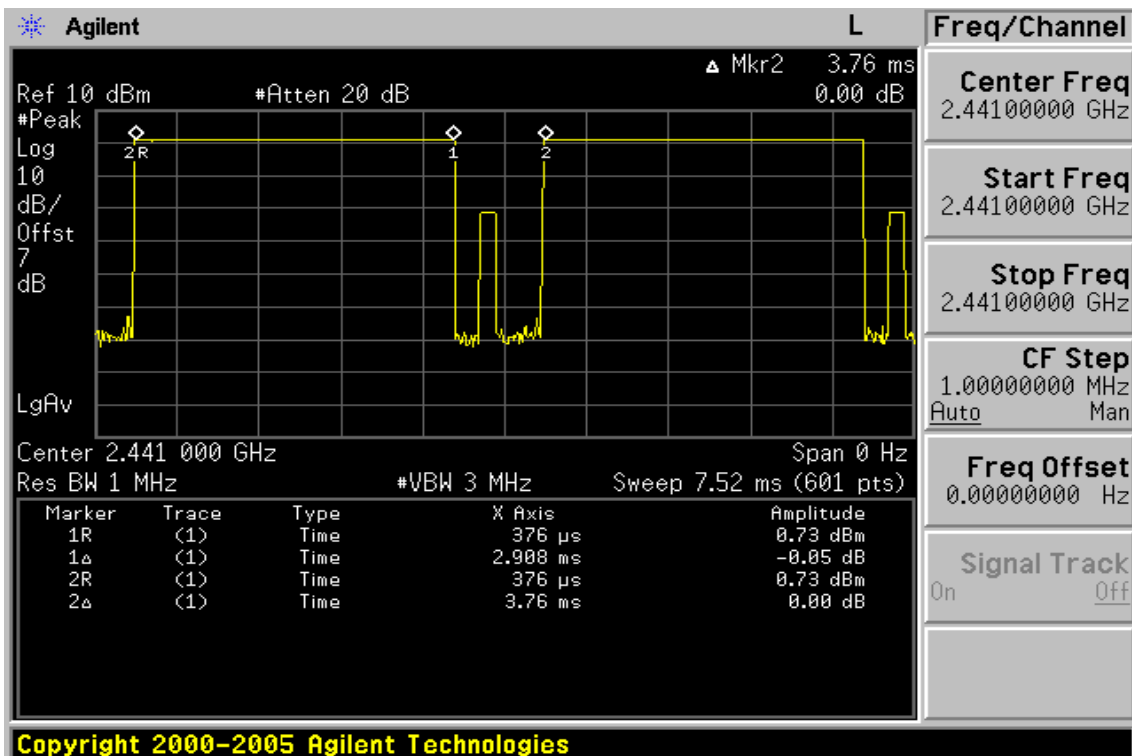 Agilent L
Δ Mkr2 3.76 ms
Ref 10 dBm #Atten 20 dB 0.00 dB
#Peak
Log
10
dB/
Offst
7
dB
LgAv
2R 1 2
Center 2.441 000 GHz Span 0 Hz
Res BW 1 MHz #VBW 3 MHz Sweep 7.52 ms (601 pts)
Marker Trace Type X Axis Amplitude
1R (1) Time 376 µs 0.73 dBm
1Δ (1) Time 2.908 ms -0.05 dB
2R (1) Time 376 µs 0.73 dBm
2Δ (1) Time 3.76 ms 0.00 dB
Freq/Channel
Center Freq
2.44100000 GHz
Start Freq
2.44100000 GHz
Stop Freq
2.44100000 GHz
CF Step
1.00000000 MHz
Auto Man
Freq Offset
0.00000000 Hz
Signal Track
On Off
Copyright 2000-2005 Agilent Technologies